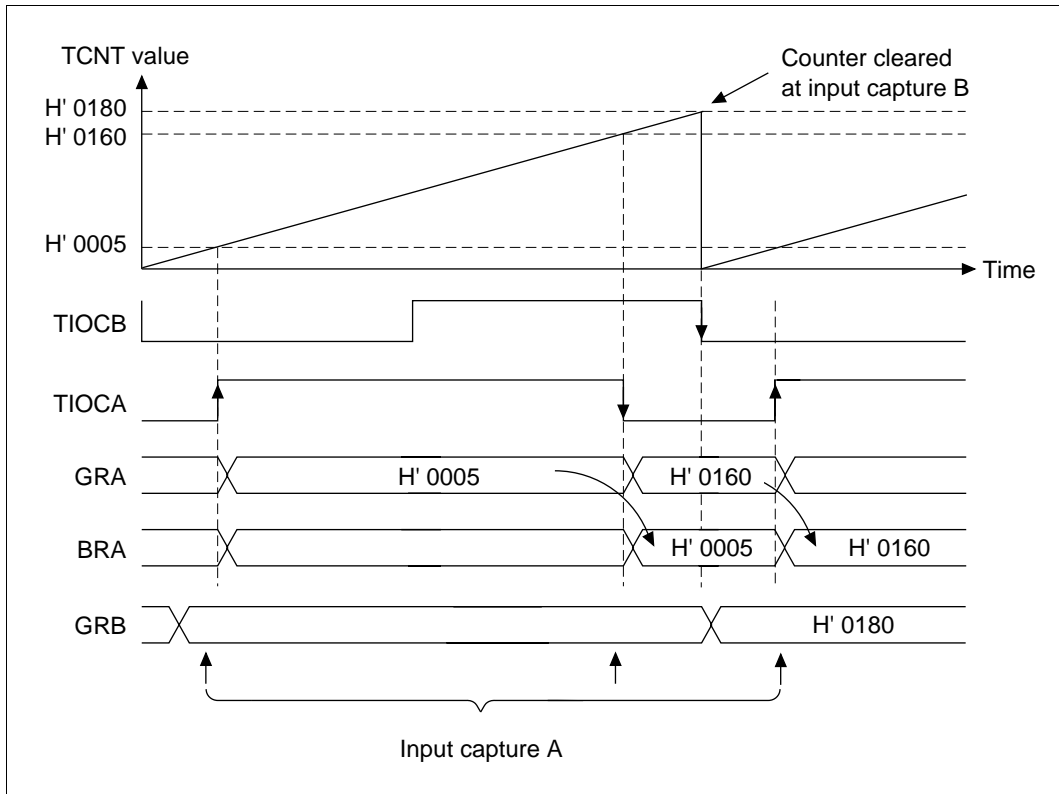 TCNT value
Counter cleared
at input capture B
H' 0180
H' 0160
H' 0005
Time
TIOCB
TIOCA
GRA
H' 0005
H' 0160
BRA
H' 0005
H' 0160
GRB
H' 0180
Input capture A